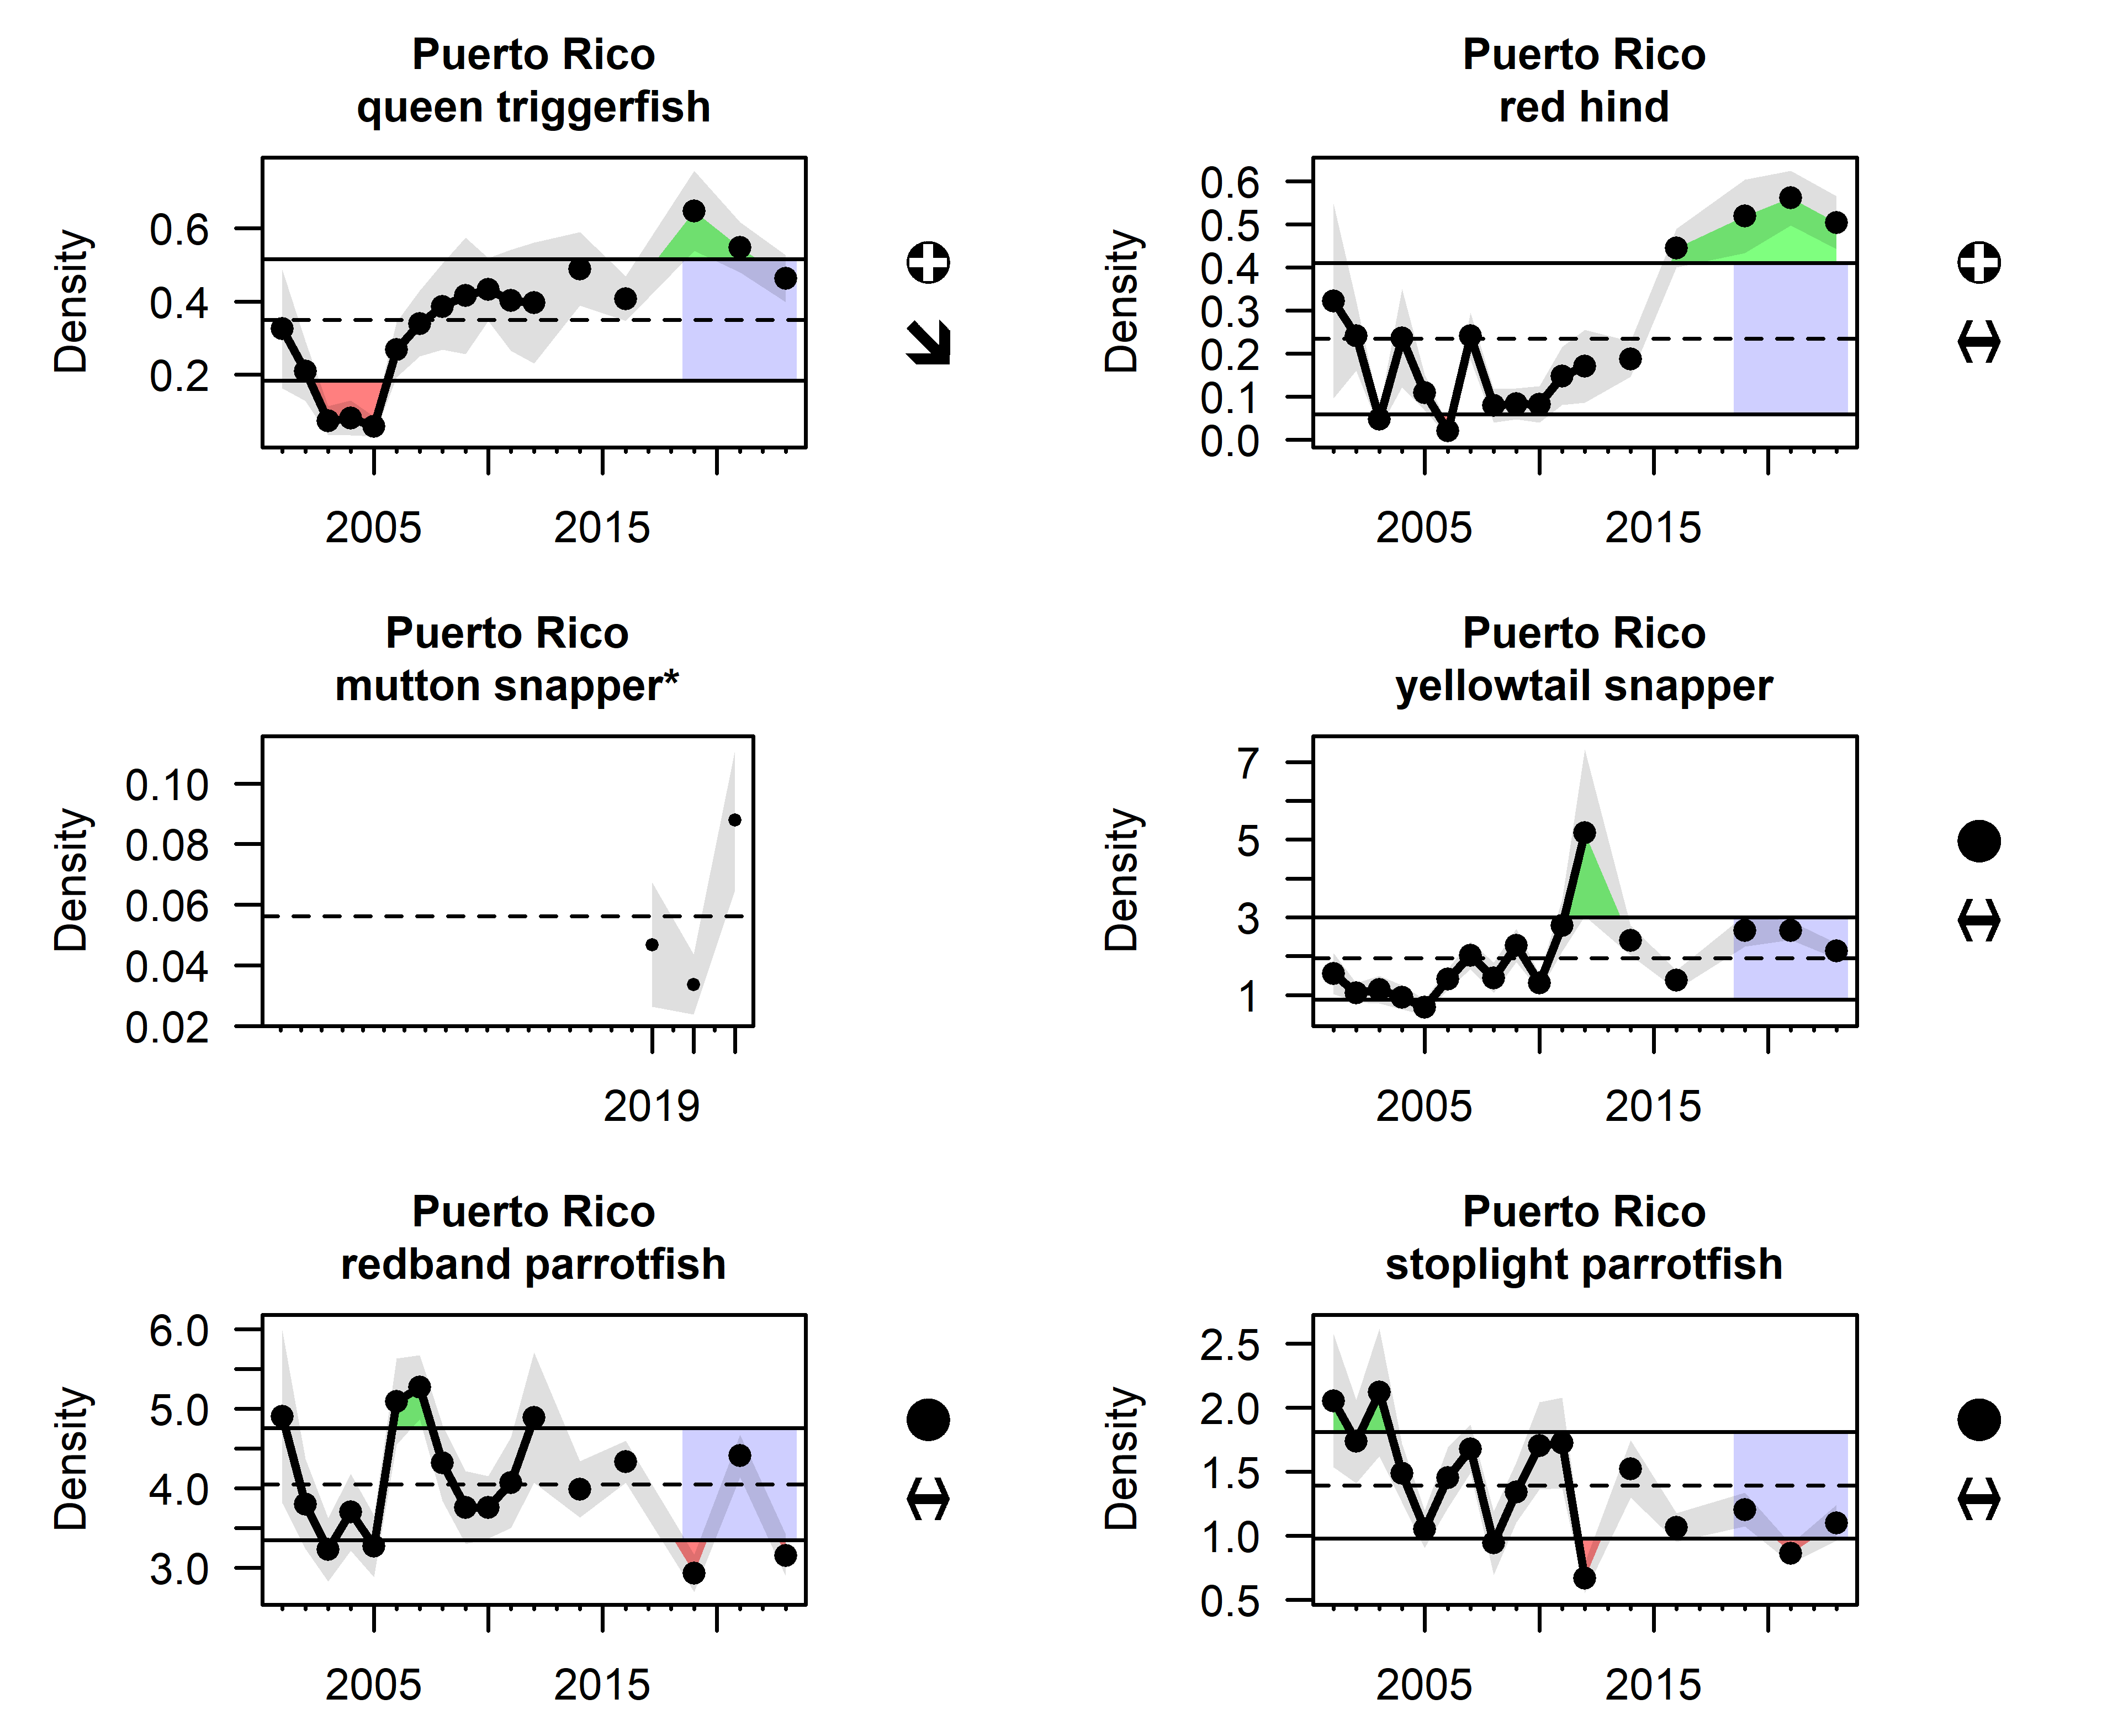 Puerto Rico
queen triggerfish
Density
0.6
0.4
0.2
2005 2015
Puerto Rico
red hind
Density
0.6
0.5
0.4
0.3
0.2
0.1
0.0
2005 2015
Puerto Rico
mutton snapper*
Density
0.10
0.08
0.06
0.04
0.02
2019
Puerto Rico
yellowtail snapper
Density
7
5
3
1
2005 2015
Puerto Rico
redband parrotfish
Density
6.0
5.0
4.0
3.0
2005 2015
Puerto Rico
stoplight parrotfish
Density
2.5
2.0
1.5
1.0
0.5
2005 2015